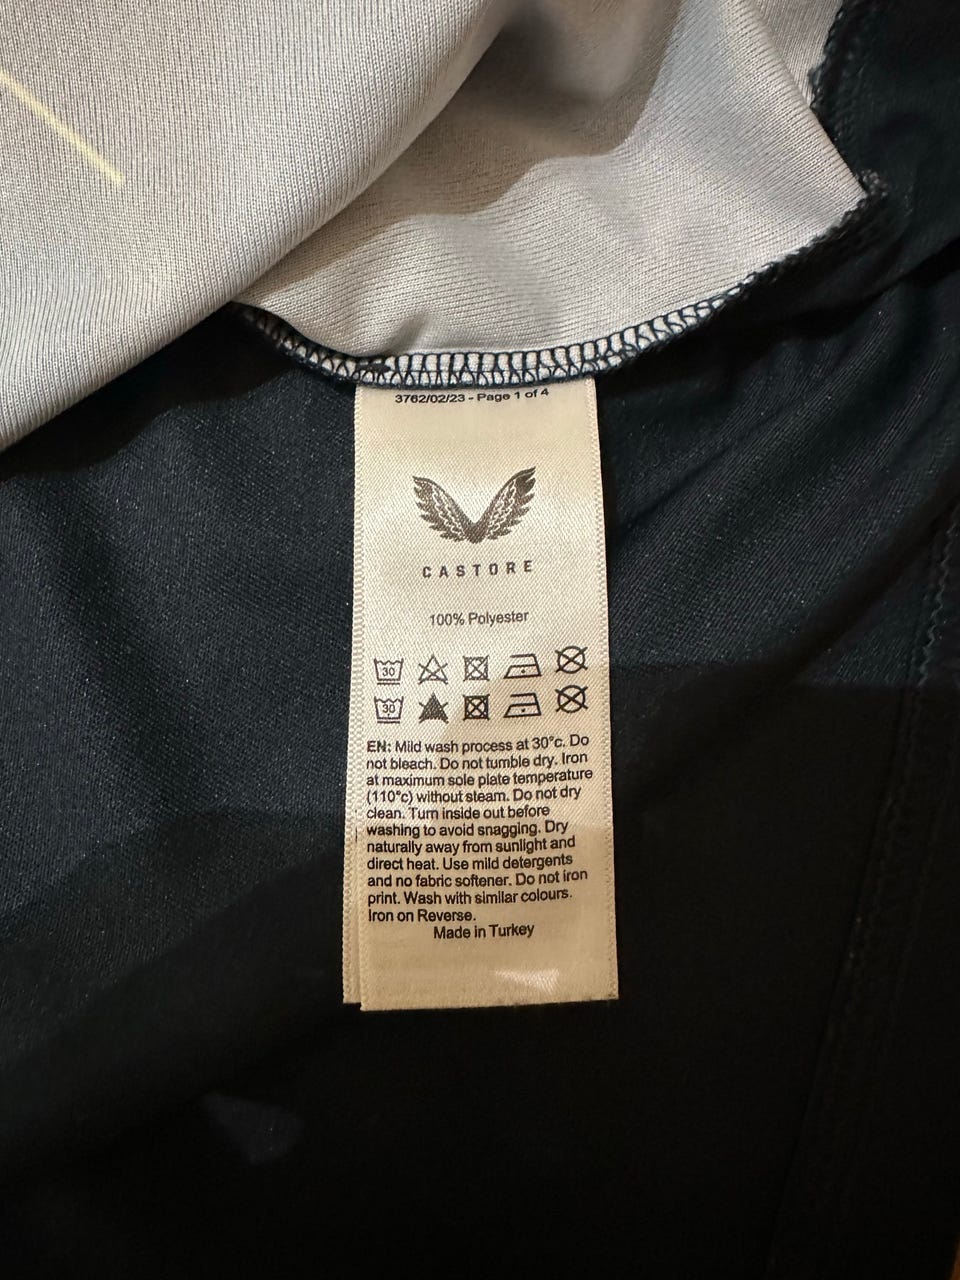 3762/02/23 - Page 1 of 4
CASTORE
100% Polyester
30
30
EN: Mild wash process at 30°c. Do
not bleach. Do not tumble dry. Iron
at maximum sole plate temperature
(110°c) without steam. Do not dry
clean. Turn inside out before
washing to avoid snagging. Dry
naturally away from sunlight and
direct heat. Use mild detergents
and no fabric softener. Do not iron
print. Wash with similar colours.
Iron on Reverse.
Made in Turkey